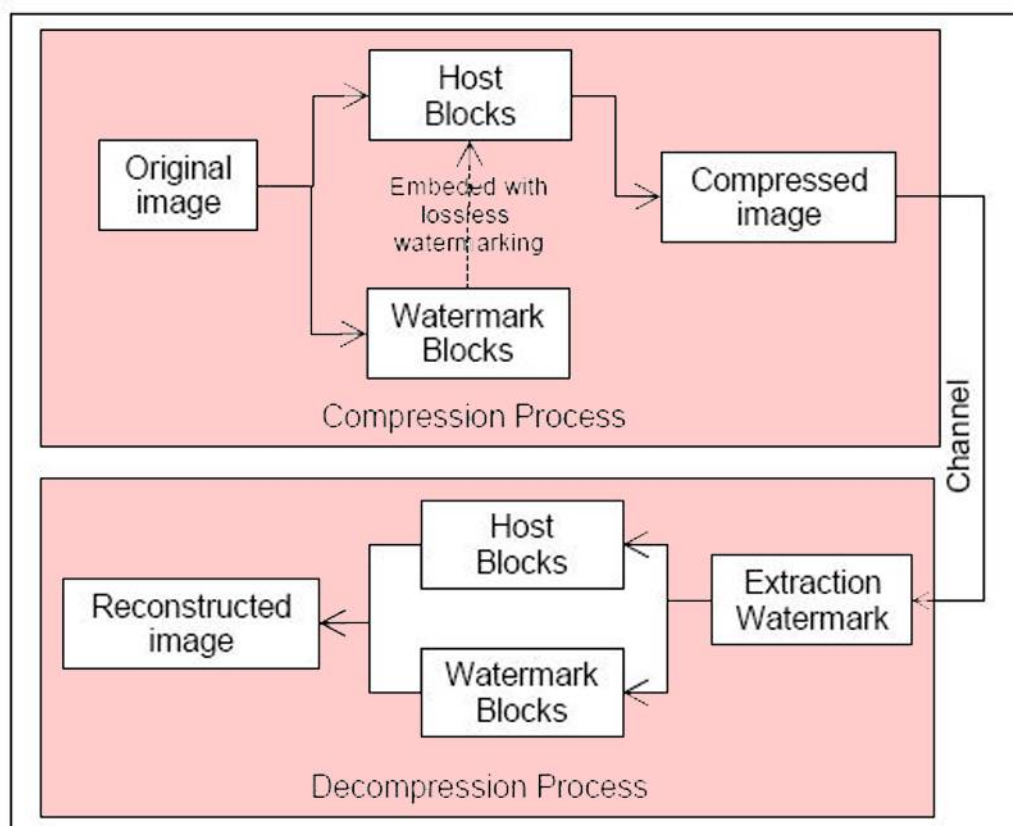 Host
Blocks
Original
image
Embeded with
lossless
watermarking
Compressed
image
Watermark
Blocks
Compression Process
Channel
Host
Blocks
Extraction
Watermark
Reconstructed
image
Watermark
Blocks
Decompression Process